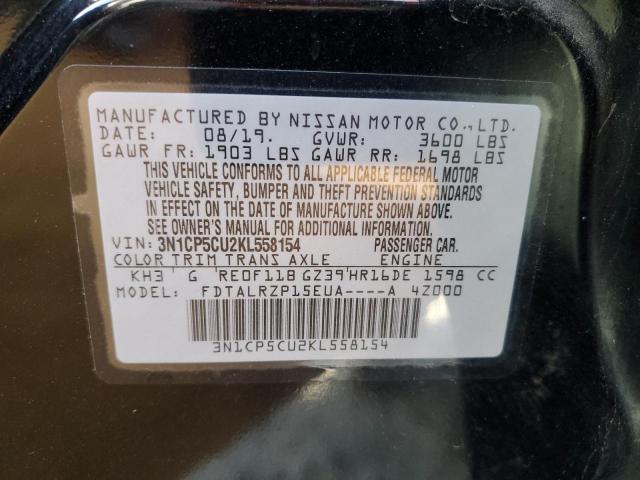 MANUFACTURED BY NISSAN MOTOR CO.,LTD.
DATE: 08/19. GVWR: 3600 LBS
GAWR FR: 1903 LBS GAWR RR: 1698 LBS
THIS VEHICLE CONFORMS TO ALL APPLICABLE FEDERAL MOTOR
VEHICLE SAFETY, BUMPER AND THEFT PREVENTION STANDARDS
IN EFFECT ON THE DATE OF MANUFACTURE SHOWN ABOVE.
SEE OWNER'S MANUAL FOR ADDITIONAL INFORMATION.
VIN: 3N1CP5CU2KL558154 PASSENGER CAR.
COLOR TRIM TRANS AXLE ENGINE
KH3 G RE0F11B GZ39 HR16DE 1598 CC
MODEL: FDTALRZP15EUA----A 4Z000
3N1CP5CU2KL558154